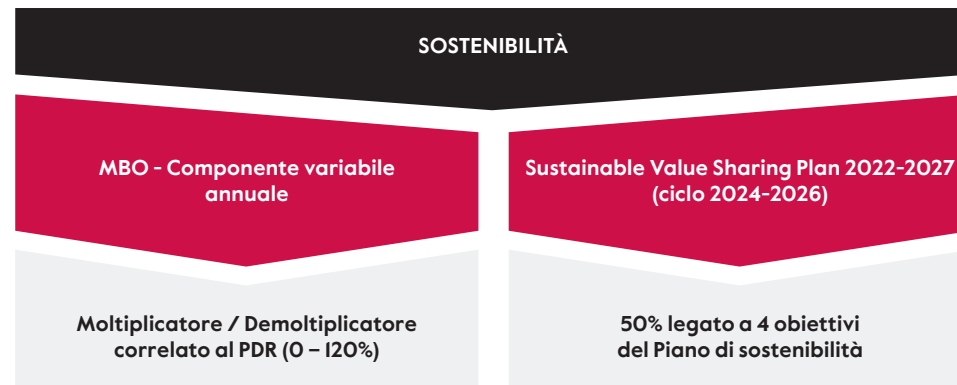 SOSTENIBILITÀ
MBO - Componente variabile
annuale
Sustainable Value Sharing Plan 2022-2027
(ciclo 2024-2026)
Moltiplicatore / Demoltiplicatore
correlato al PDR (0 – 120%)
50% legato a 4 obiettivi
del Piano di sostenibilità